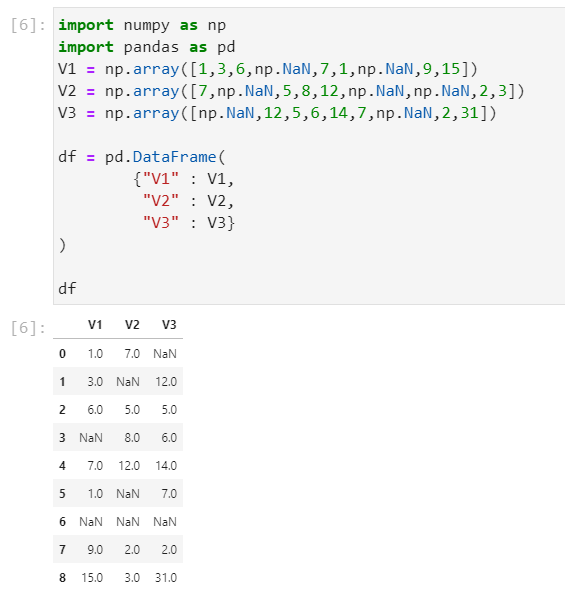 [6]: import numpy as np
import pandas as pd
V1 = np.array([1,3,6,np.NaN,7,1,np.NaN,9,15])
V2 = np.array([7,np.NaN,5,8,12,np.NaN,np.NaN,2,3])
V3 = np.array([np.NaN,12,5,6,14,7,np.NaN,2,31])
df = pd.DataFrame(
{"V1" : V1,
"V2" : V2,
"V3" : V3}
)
df
[6]: V1 V2 V3
0 1.0 7.0 NaN
1 3.0 NaN 12.0
2 6.0 5.0 5.0
3 NaN 8.0 6.0
4 7.0 12.0 14.0
5 1.0 NaN 7.0
6 NaN NaN NaN
7 9.0 2.0 2.0
8 15.0 3.0 31.0